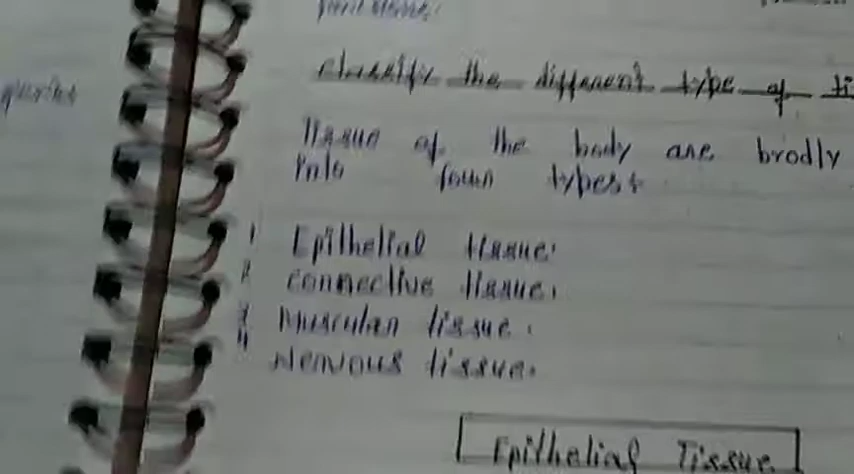 classify the different type of ti
Tissue of the body are brodly
into four types:
1 Epithelial tissue.
2 connective tissue.
3 Muscular tissue.
4 Nervous tissue.
Epithelial Tissue